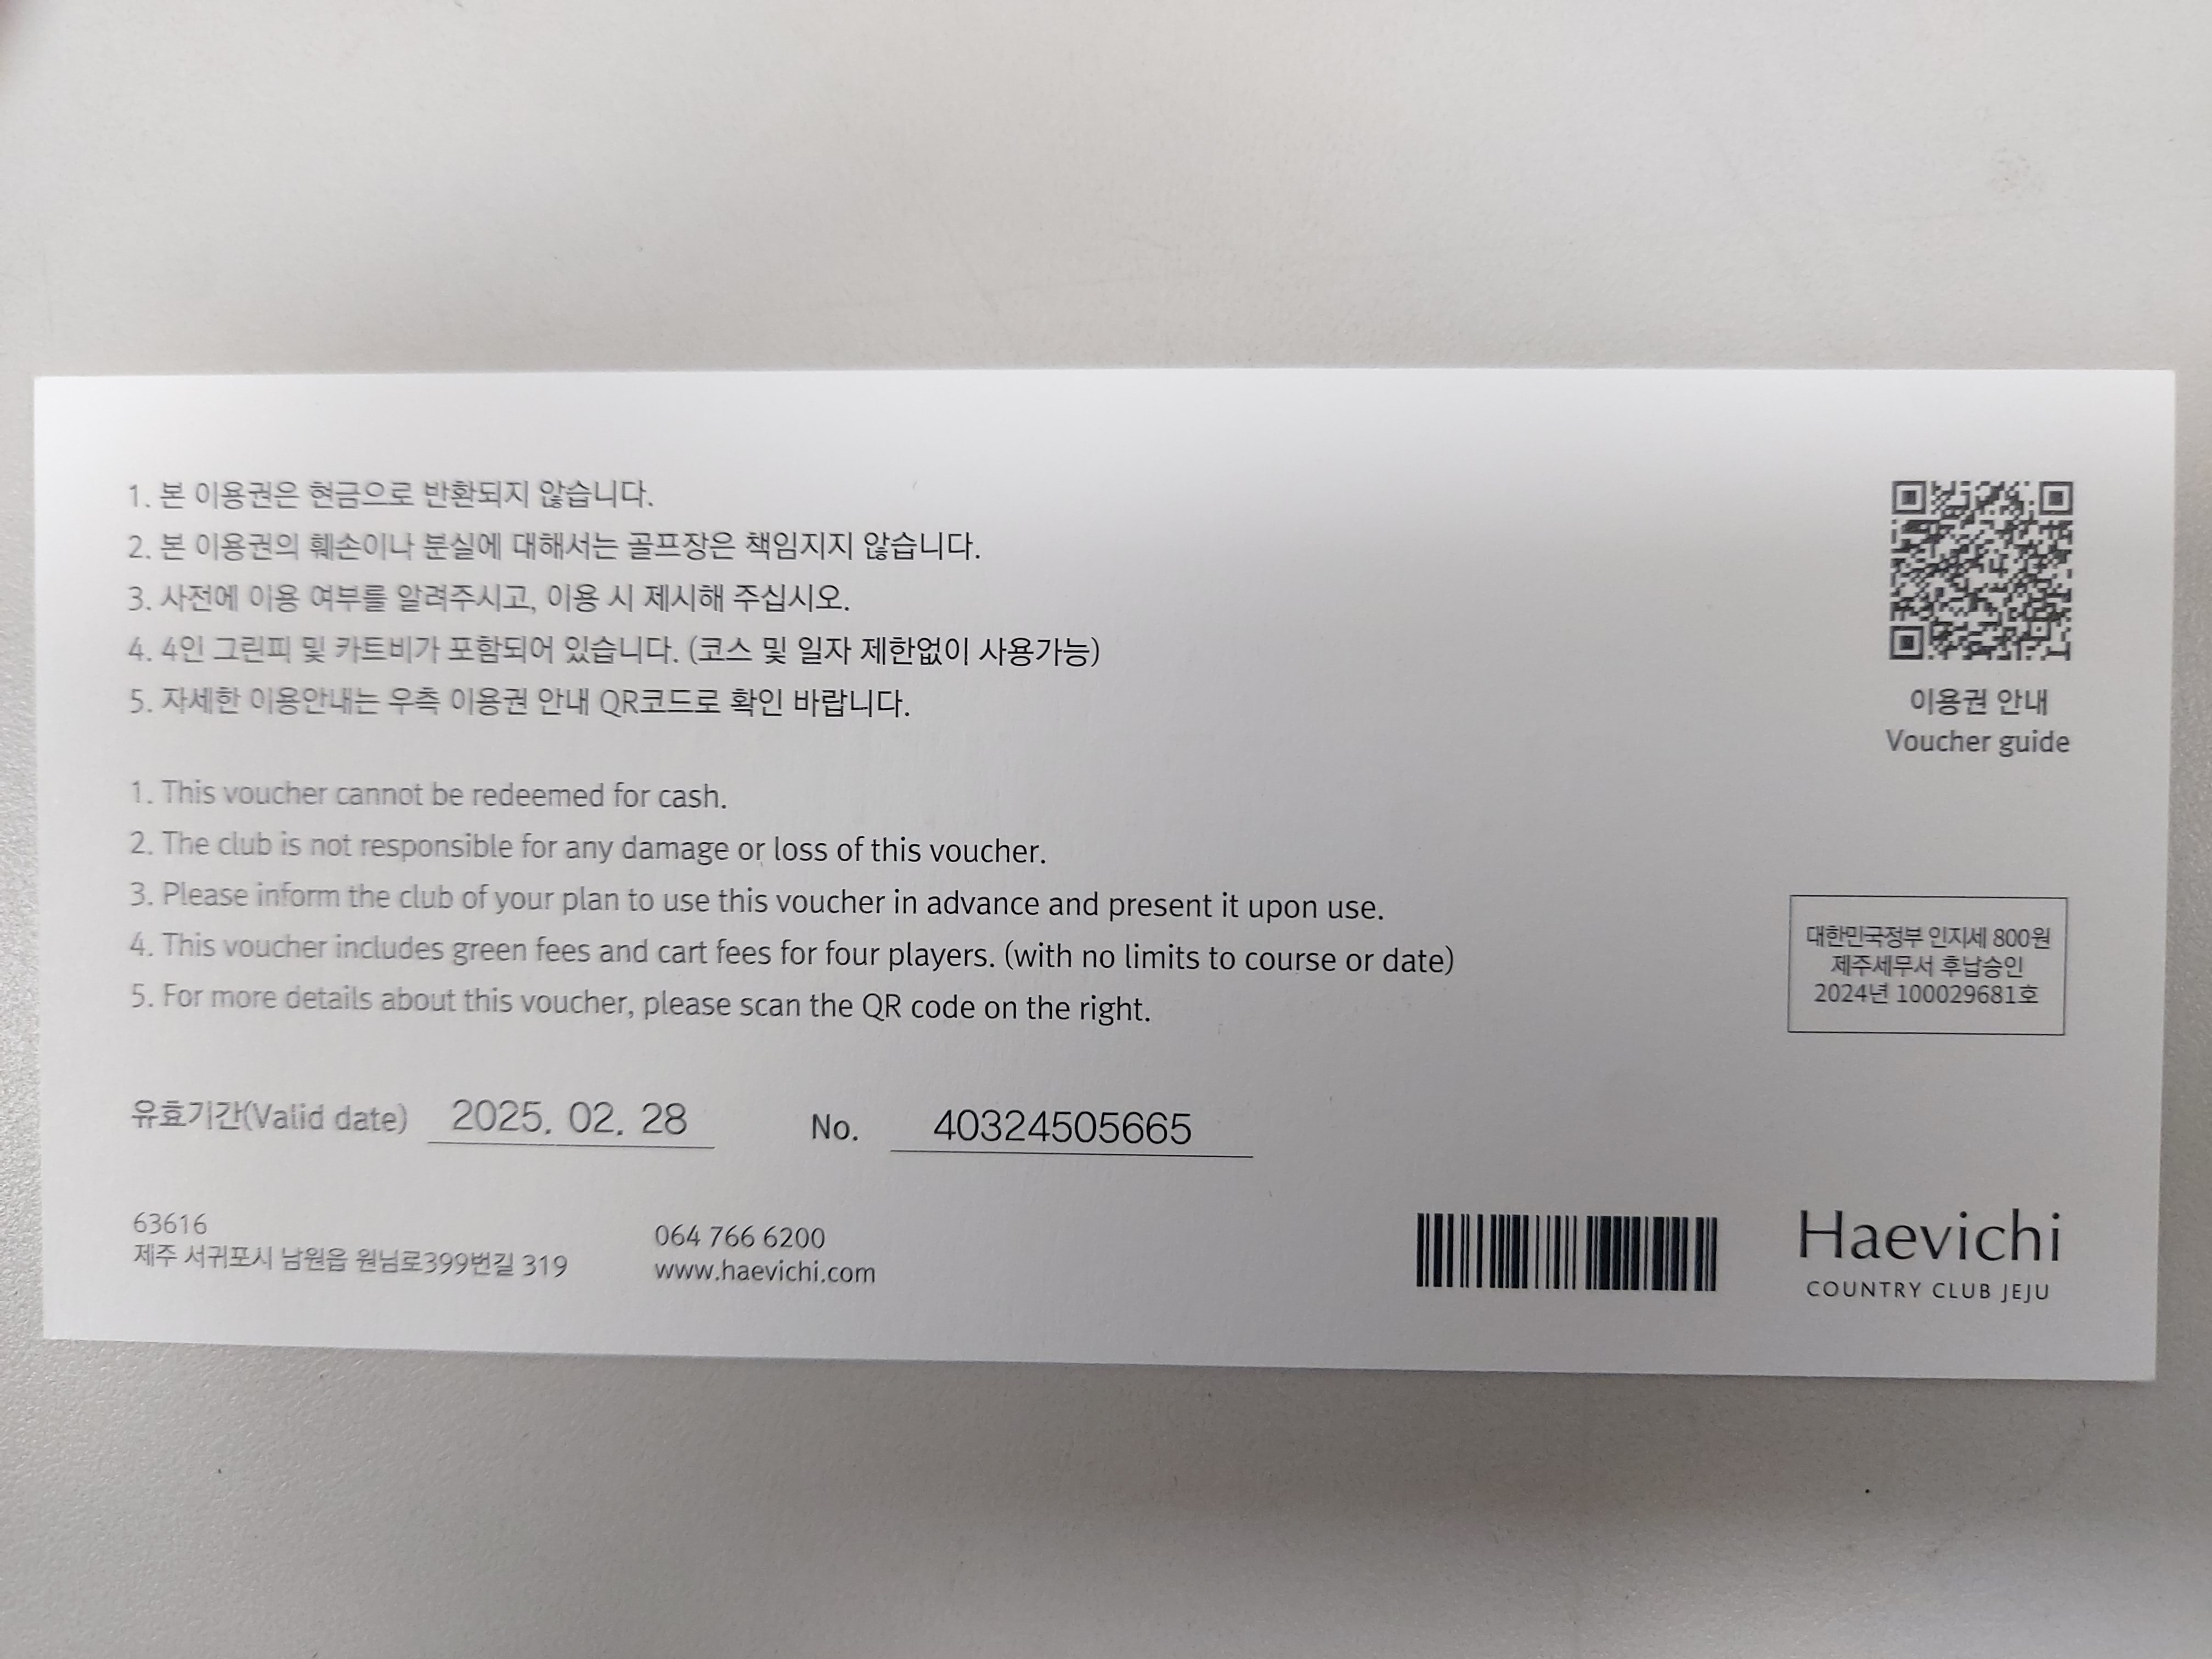 1. 본 이용권은 현금으로 반환되지 않습니다.
2. 본 이용권의 훼손이나 분실에 대해서는 골프장은 책임지지 않습니다.
3. 사전에 이용 여부를 알려주시고, 이용 시 제시해 주십시오.
4. 4인 그린피 및 카트비가 포함되어 있습니다. (코스 및 일자 제한없이 사용가능)
5. 자세한 이용안내는 우측 이용권 안내 QR코드로 확인 바랍니다.
이용권 안내
Voucher guide
1. This voucher cannot be redeemed for cash.
2. The club is not responsible for any damage or loss of this voucher.
3. Please inform the club of your plan to use this voucher in advance and present it upon use.
4. This voucher includes green fees and cart fees for four players. (with no limits to course or date)
5. For more details about this voucher, please scan the QR code on the right.
대한민국정부 인지세 800원
제주세무서 후납승인
2024년 100029681호
유효기간(Valid date) 2025. 02. 28 No. 40324505665
63616
제주 서귀포시 남원읍 원님로399번길 319
064 766 6200
www.haevichi.com
Haevichi
COUNTRY CLUB JEJU